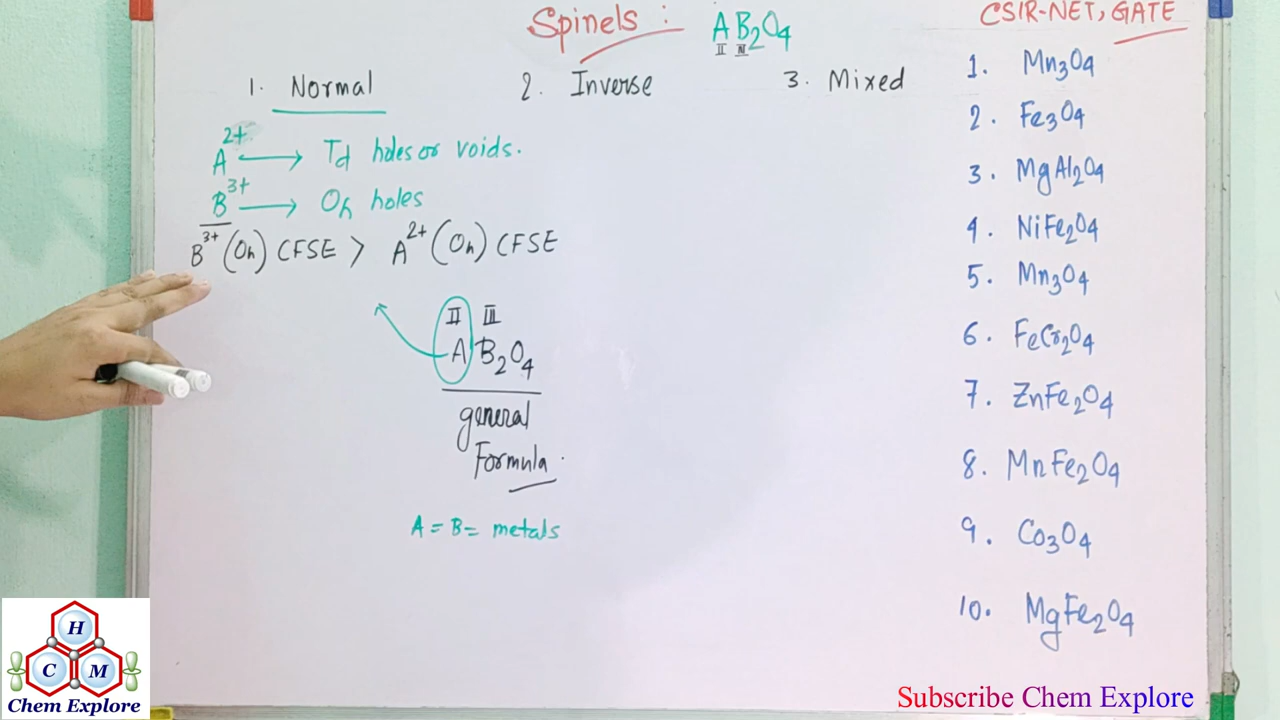 Spinels : AB₂O₄
II III
1. Normal
2. Inverse
3. Mixed
A²⁺ ⟶ Td holes or voids.
B³⁺ ⟶ Oh holes
B³⁺ (Oh) CFSE > A²⁺ (Oh) CFSE
II III
AB₂O₄
general
Formula.
A = B = metals
CSIR-NET, GATE
1. Mn₃O₄
2. Fe₃O₄
3. MgAl₂O₄
4. NiFe₂O₄
5. Mn₃O₄
6. FeCr₂O₄
7. ZnFe₂O₄
8. MnFe₂O₄
9. Co₃O₄
10. MgFe₂O₄
H
C M
Chem Explore
Subscribe Chem Explore